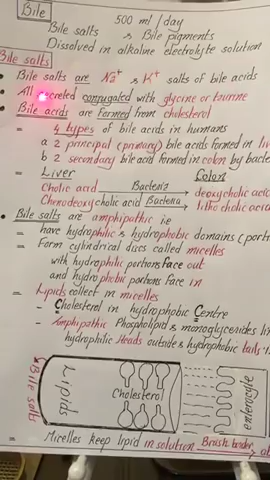 Bile
500 ml / day
Bile salts & Bile pigments
Dissolved in alkaline electrolyte solution
Bile salts
• Bile salts are Na+ & K+ salts of bile acids
• All secreted conjugated with glycine or taurine
• Bile acids are formed from cholesterol
= 4 types of bile acids in humans
a 2 principal (primary) bile acids formed in
b 2 secondary bile acid formed in colon by
= Liver Colon
Cholic acid Bacteria deoxycholic
Chenodeoxycholic acid Bacteria lithocholic
• Bile salts are amphipathic ie
= have hydrophilic & hydrophobic domains
= Form cylindrical discs called micelles
with hydrophilic portions Face out
and hydrophobic portions face in
= Lipids collect in micelles
- Cholesterol in hydrophobic Centre
- Amphipathic Phospholipid & monoglycerides
hydrophilic Heads outside & hydrophobic tails
Bile salts
Lipids
Cholesterol
enterocyte
= Micelles keep lipid in solution Brush border